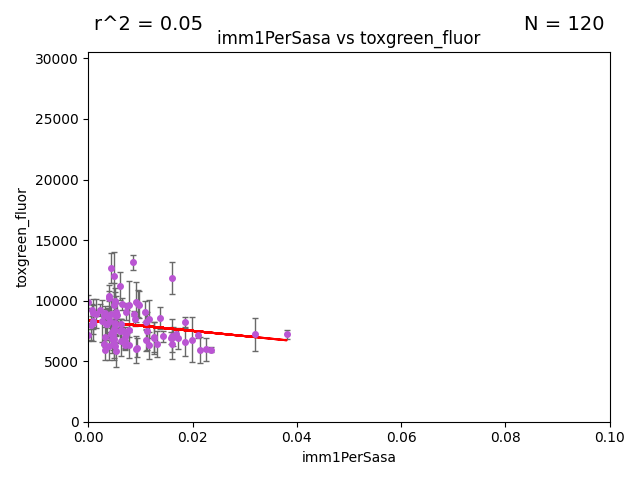 r^2 = 0.05
N = 120
imm1PerSasa vs toxgreen_fluor
30000
25000
20000
15000
10000
5000
0
toxgreen_fluor
0.00
0.02
0.04
0.06
0.08
0.10
imm1PerSasa